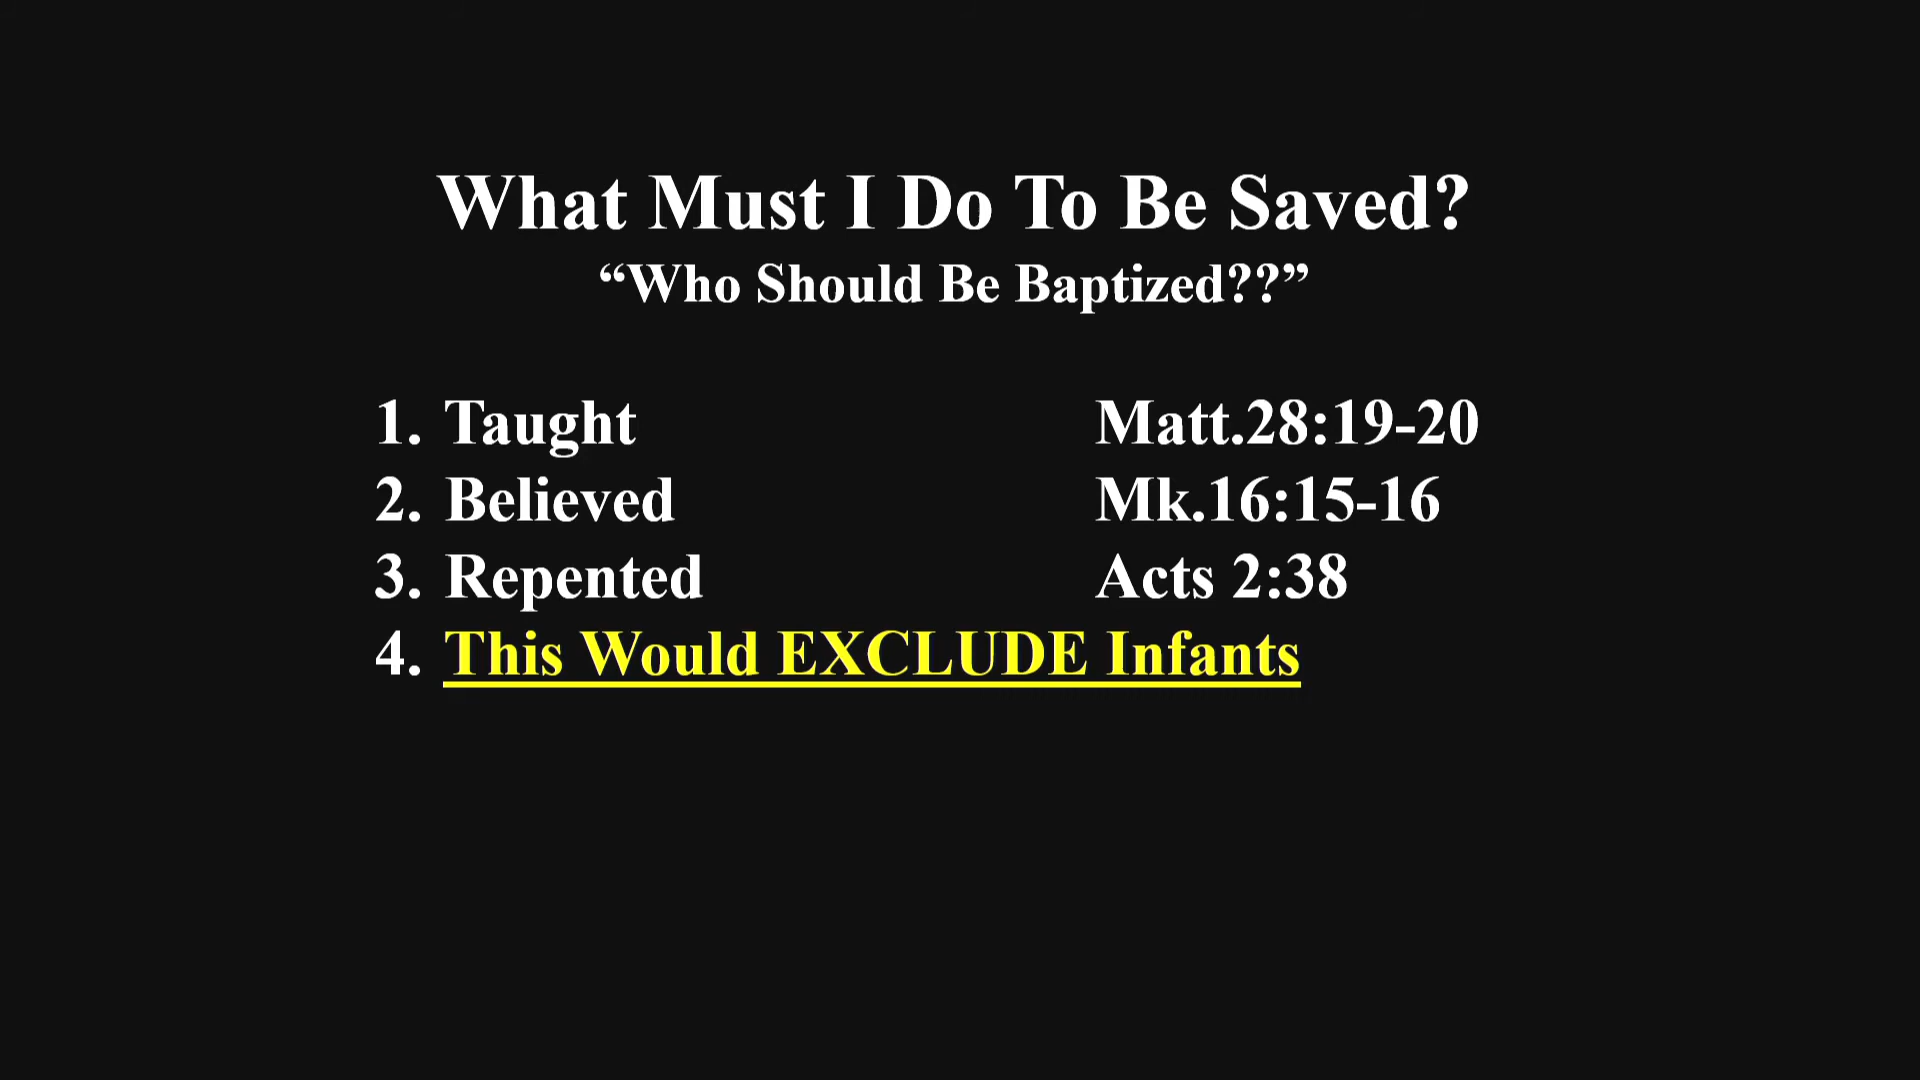 What Must I Do To Be Saved?
“Who Should Be Baptized??”
1. Taught Matt.28:19-20
2. Believed Mk.16:15-16
3. Repented Acts 2:38
4. This Would EXCLUDE Infants